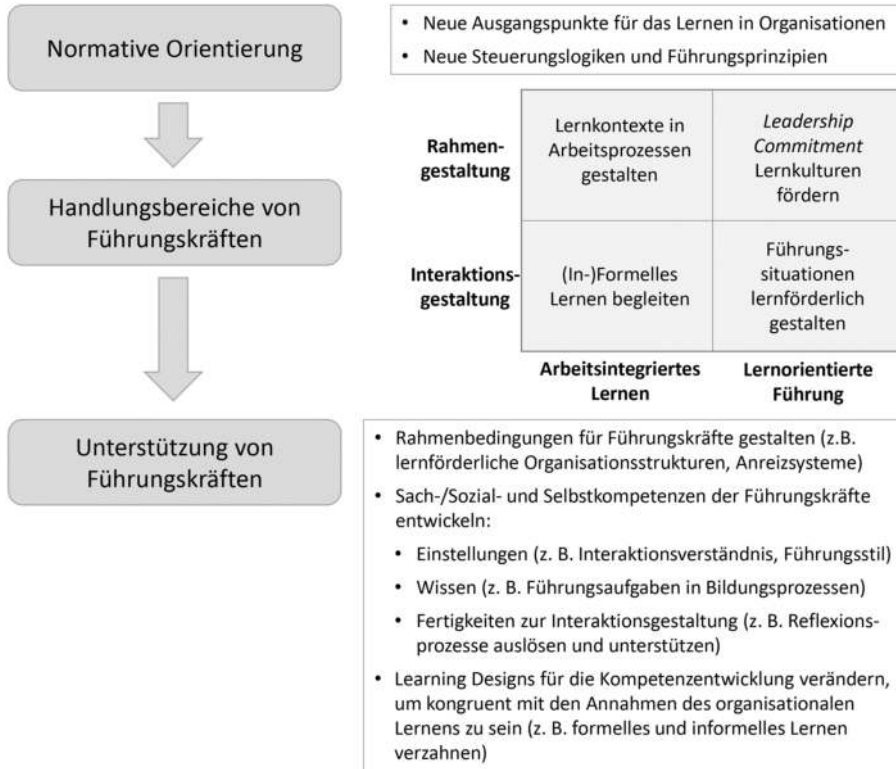 Normative Orientierung
• Neue Ausgangspunkte für das Lernen in Organisationen
• Neue Steuerungslogiken und Führungsprinzipien
Handlungsbereiche von
Führungskräften
Rahmen-
gestaltung
Lernkontexte in
Arbeitsprozessen
gestalten
Leadership
Commitment
Lernkulturen
fördern
Interaktions-
gestaltung
(In-)Formelles
Lernen begleiten
Führungs-
situationen
lernförderlich
gestalten
Arbeitsintegriertes
Lernen
Lernorientierte
Führung
Unterstützung von
Führungskräften
• Rahmenbedingungen für Führungskräfte gestalten (z.B.
lernförderliche Organisationsstrukturen, Anreizsysteme)
• Sach-/Sozial- und Selbstkompetenzen der Führungskräfte
entwickeln:
• Einstellungen (z. B. Interaktionsverständnis, Führungsstil)
• Wissen (z. B. Führungsaufgaben in Bildungsprozessen)
• Fertigkeiten zur Interaktionsgestaltung (z. B. Reflexions-
prozesse auslösen und unterstützen)
• Learning Designs für die Kompetenzentwicklung verändern,
um kongruent mit den Annahmen des organisationalen
Lernens zu sein (z. B. formelles und informelles Lernen
verzahnen)